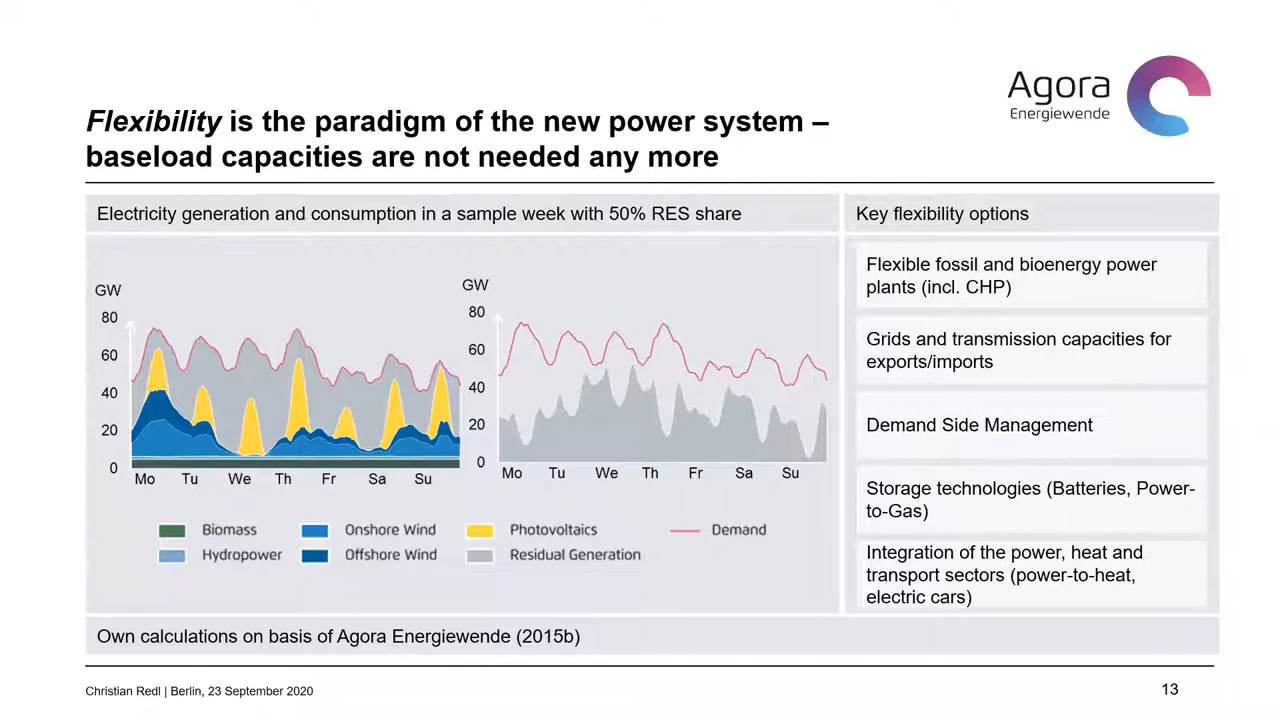 Agora
Energiewende
Flexibility is the paradigm of the new power system –
baseload capacities are not needed any more
Electricity generation and consumption in a sample week with 50% RES share
Key flexibility options
GW
80
60
40
20
0
Mo Tu We Th Fr Sa Su
GW
80
60
40
20
0
Mo Tu We Th Fr Sa Su
Biomass Onshore Wind Photovoltaics Demand
Hydropower Offshore Wind Residual Generation
Flexible fossil and bioenergy power
plants (incl. CHP)
Grids and transmission capacities for
exports/imports
Demand Side Management
Storage technologies (Batteries, Power-
to-Gas)
Integration of the power, heat and
transport sectors (power-to-heat,
electric cars)
Own calculations on basis of Agora Energiewende (2015b)
Christian Redl | Berlin, 23 September 2020
13